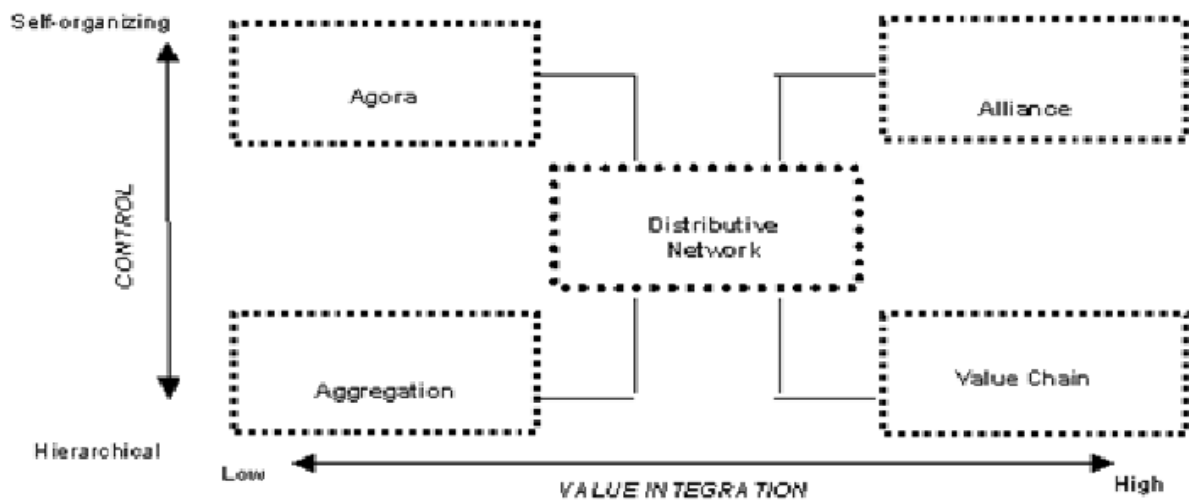 Self-organizing
Agora
Alliance
CONTROL
Distributive
Network
Aggregation
Value Chain
Hierarchical
Low
VALUE INTEGRATION
High